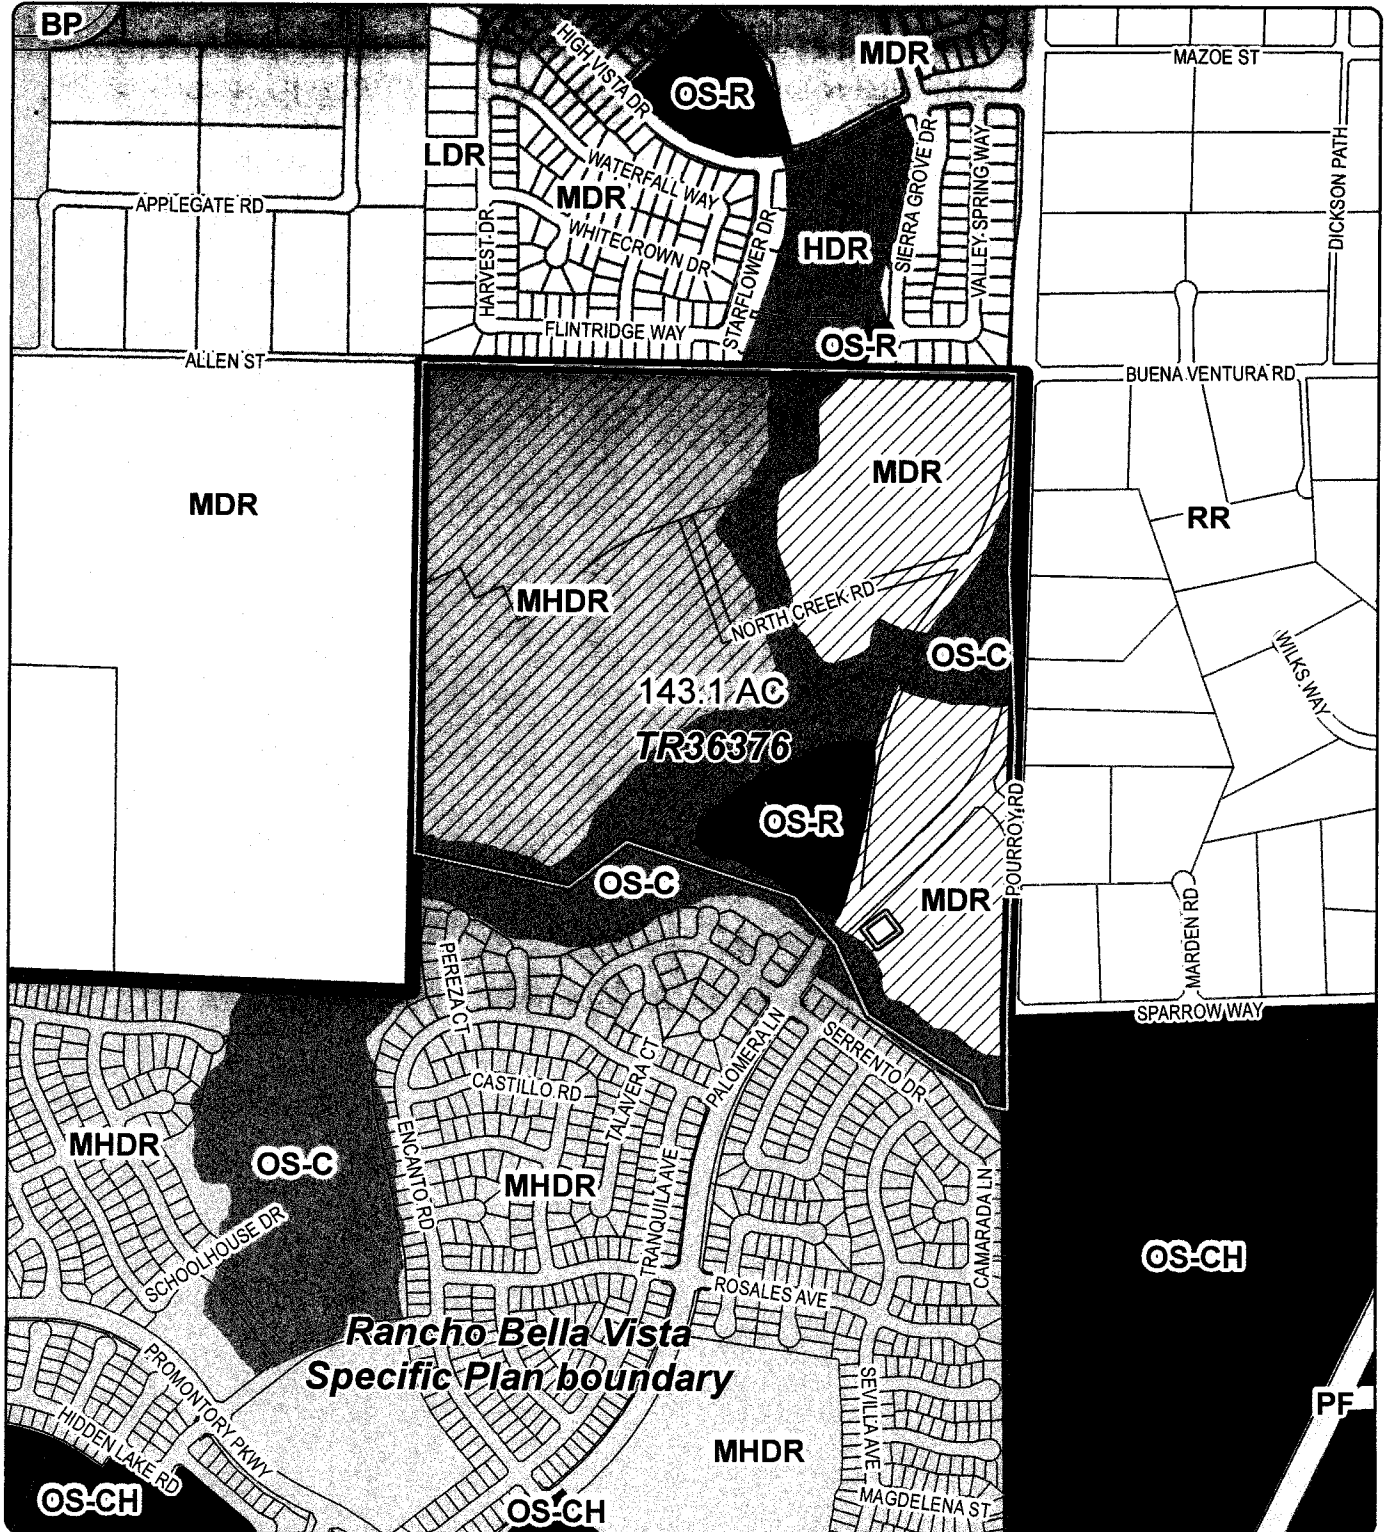 BP
HIGH VISTA DR
MDR
MAZOE ST
OS-R
LDR
WATERFALL WAY
MDR
APPLEGATE RD
WHITECROWN DR
HARVEST DR
STARFLOWER DR
HDR
SIERRA GROVE DR
VALLEY SPRING WAY
DICKSON PATH
FLINTRIDGE WAY
OS-R
ALLEN ST
BUENA VENTURA RD
MDR
MDR
RR
MHDR
NORTH CREEK RD
OS-C
WILKS WAY
143.1 AC
TR36376
OS-R
POURROY RD
OS-C
MDR
MARDEN RD
PEREZA CT
SPARROW WAY
PALOMERA LN
SERRENTO DR
TALAVERA CT
CASTILLO RD
MHDR
OS-C
ENCANTO RD
MHDR
TRANQUILA AVE
CAMARADA LN
SCHOOLHOUSE DR
OS-CH
ROSALES AVE
Rancho Bella Vista
Specific Plan boundary
PROMONTORY PKWY
SEVILLA AVE
PF
HIDDEN LAKE RD
MHDR
OS-CH
OS-CH
MAGDELENA ST